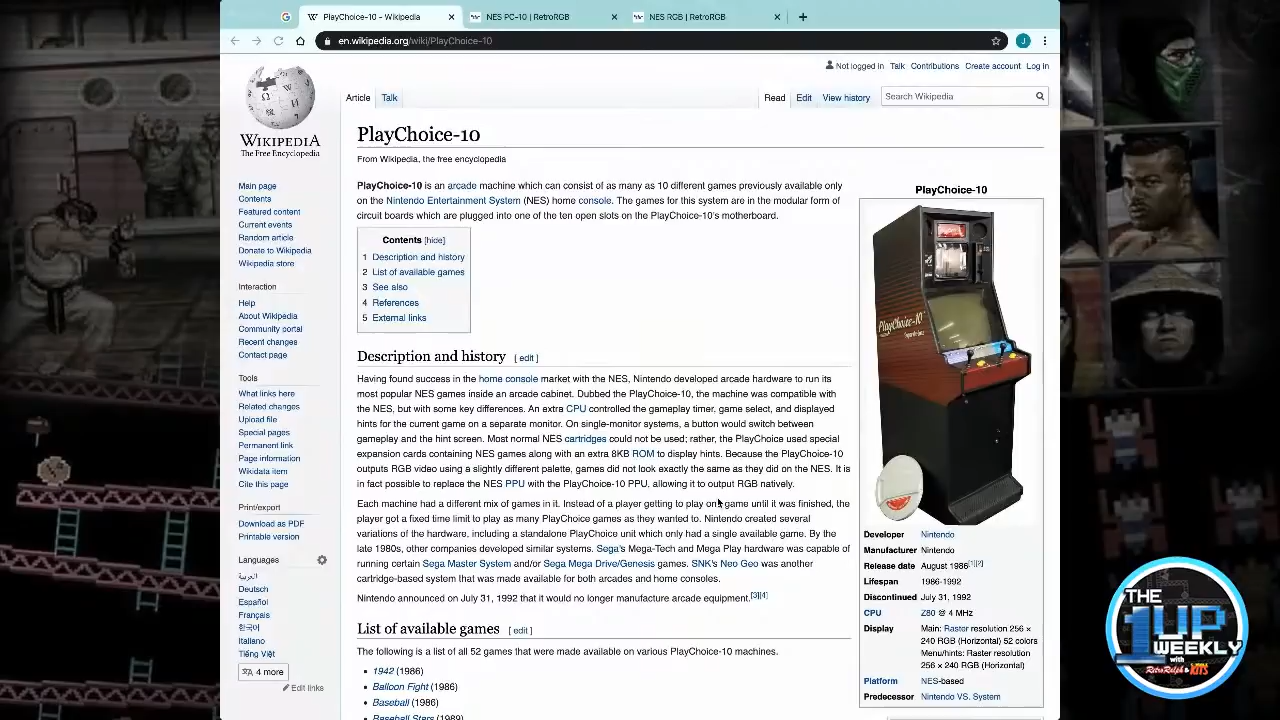 PlayChoice-10 - Wikipedia
NES PC-10 | RetroRGB
NES RGB | RetroRGB
en.wikipedia.org/wiki/PlayChoice-10
J
Not logged in Talk Contributions Create account Log in
Article Talk
Read Edit View history
Search Wikipedia
WIKIPEDIA
The Free Encyclopedia
Main page
Contents
Featured content
Current events
Random article
Donate to Wikipedia
Wikipedia store
Interaction
Help
About Wikipedia
Community portal
Recent changes
Contact page
Tools
What links here
Related changes
Upload file
Special pages
Permanent link
Page information
Wikidata item
Cite this page
Print/export
Download as PDF
Printable version
Languages
العربية
Deutsch
Español
Français
한국어
Italiano
Tiếng Việt
4 more
Edit links
PlayChoice-10
From Wikipedia, the free encyclopedia
PlayChoice-10 is an arcade machine which can consist of as many as 10 different games previously available only
on the Nintendo Entertainment System (NES) home console. The games for this system are in the modular form of
circuit boards which are plugged into one of the ten open slots on the PlayChoice-10's motherboard.
Contents [hide]
1 Description and history
2 List of available games
3 See also
4 References
5 External links
Description and history [ edit ]
Having found success in the home console market with the NES, Nintendo developed arcade hardware to run its
most popular NES games inside an arcade cabinet. Dubbed the PlayChoice-10, the machine was compatible with
the NES, but with some key differences. An extra CPU controlled the gameplay timer, game select, and displayed
hints for the current game on a separate monitor. On single-monitor systems, a button would switch between
gameplay and the hint screen. Most normal NES cartridges could not be used; rather, the PlayChoice used special
expansion cards containing NES games along with an extra 8KB ROM to display hints. Because the PlayChoice-10
outputs RGB video using a slightly different palette, games did not look exactly the same as they did on the NES. It is
in fact possible to replace the NES PPU with the PlayChoice-10 PPU, allowing it to output RGB natively.
Each machine had a different mix of games in it. Instead of a player getting to play one game until it was finished, the
player got a fixed time limit to play as many PlayChoice games as they wanted to. Nintendo created several
variations of the hardware, including a standalone PlayChoice unit which only had a single available game. By the
late 1980s, other companies developed similar systems. Sega's Mega-Tech and Mega Play hardware was capable of
running certain Sega Master System and/or Sega Mega Drive/Genesis games. SNK's Neo Geo was another
cartridge-based system that was made available for both arcades and home consoles.
Nintendo announced on July 31, 1992 that it would no longer manufacture arcade equipment.[3][4]
List of available games [ edit ]
The following is a list of all 52 games that were made available on various PlayChoice-10 machines.
1942 (1986)
Balloon Fight (1986)
Baseball (1986)
Baseball Stars (1989)
PlayChoice-10
PlayChoice-10
Developer Nintendo
Manufacturer Nintendo
Release date August 1986[1][2]
Lifespan 1986-1992
Discontinued July 31, 1992
CPU Z80 @ 4 MHz
Display Main: Raster resolution 256 ×
240 RGB (Horizontal) 52 colors
Menu/hints: Raster resolution
256 × 240 RGB (Horizontal)
Platform NES-based
Predecessor Nintendo VS. System
THE
1UP
WEEKLY
with
RetroRalph & KITS